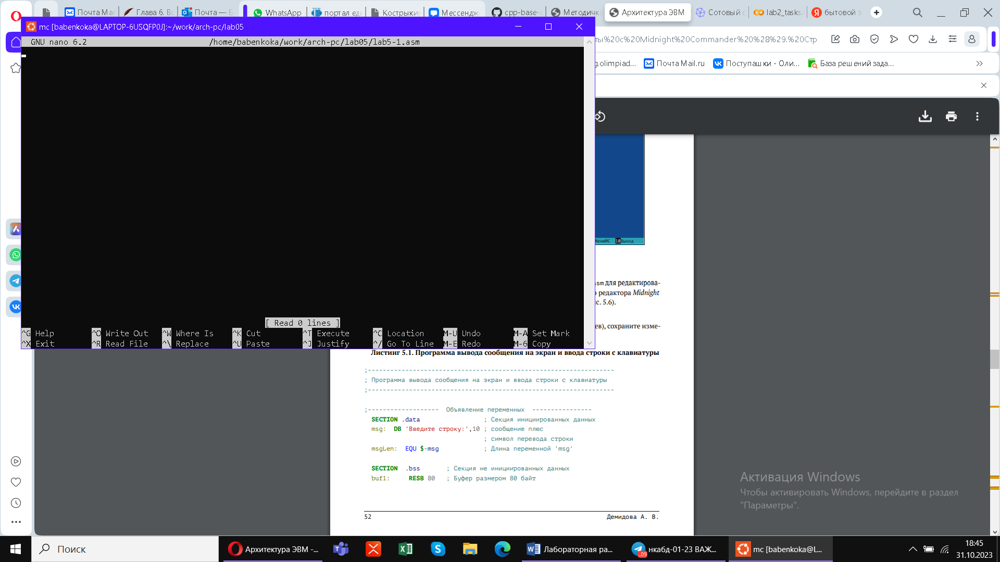 Почта Mai
Глава 6. Вс
Почта — Б
WhatsApp
портал еди
Кострыкин
Мессендже
cpp-base-c
Методичка
Архитектура ЭВМ
Сотовый с
lab2_tasks.i
бытовой э
mc [babenkoka@LAPTOP-6USQFP0J]:~/work/arch-pc/lab05
ты%20с%20Midnight%20Commander%20%28%29.%20Стр
GNU nano 6.2 /home/babenkoka/work/arch-pc/lab05/lab5-1.asm
g.olimpiad...
Почта Mail.ru
Поступашки - Оли...
База решений зада...
МенюMC 10Выход
asm для редактирова-
о редактора Midnight
с. 5.6).
ев), сохраните изме-
[ Read 0 lines ]
^G Help ^O Write Out ^W Where Is ^K Cut ^T Execute ^C Location M-U Undo M-A Set Mark
^X Exit ^R Read File ^\ Replace ^U Paste ^J Justify ^/ Go To Line M-E Redo M-6 Copy
Листинг 5.1. Программа вывода сообщения на экран и ввода строки с клавиатуры
;------------------------------------------------------------------
; Программа вывода сообщения на экран и ввода строки с клавиатуры
;------------------------------------------------------------------
;------------------- Объявление переменных ----------------
SECTION .data ; Секция инициированных данных
msg: DB 'Введите строку:',10 ; сообщение плюс
; символ перевода строки
msgLen: EQU $-msg ; Длина переменной 'msg'
SECTION .bss ; Секция не инициированных данных
buf1: RESB 80 ; Буфер размером 80 байт
52 Демидова А. В.
Активация Windows
Чтобы активировать Windows, перейдите в раздел
"Параметры".
Поиск
Архитектура ЭВМ -...
Лабораторная ра...
..09
нкабд-01-23 ВАЖ...
mc [babenkoka@L...
18:45
31.10.2023